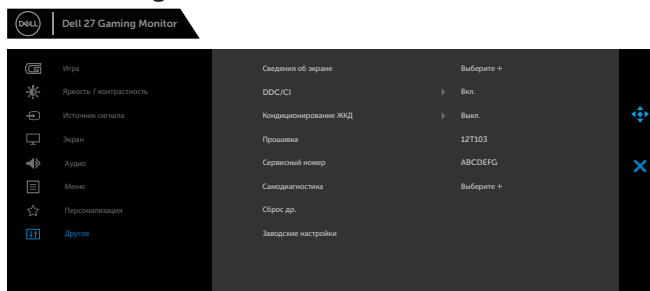 DELL
Dell 27 Gaming Monitor
Игра
Сведения об экране Выберите
Яркость / контрастность
DDC/CI Вкл.
Источник сигнала
Кондиционирование ЖКД Выкл.
Экран
Прошивка 12T103
Аудио
Сервисный номер ABCDEFG
Меню
Самодиагностика Выберите
Персонализация
Сброс др.
Другое
Заводские настройки